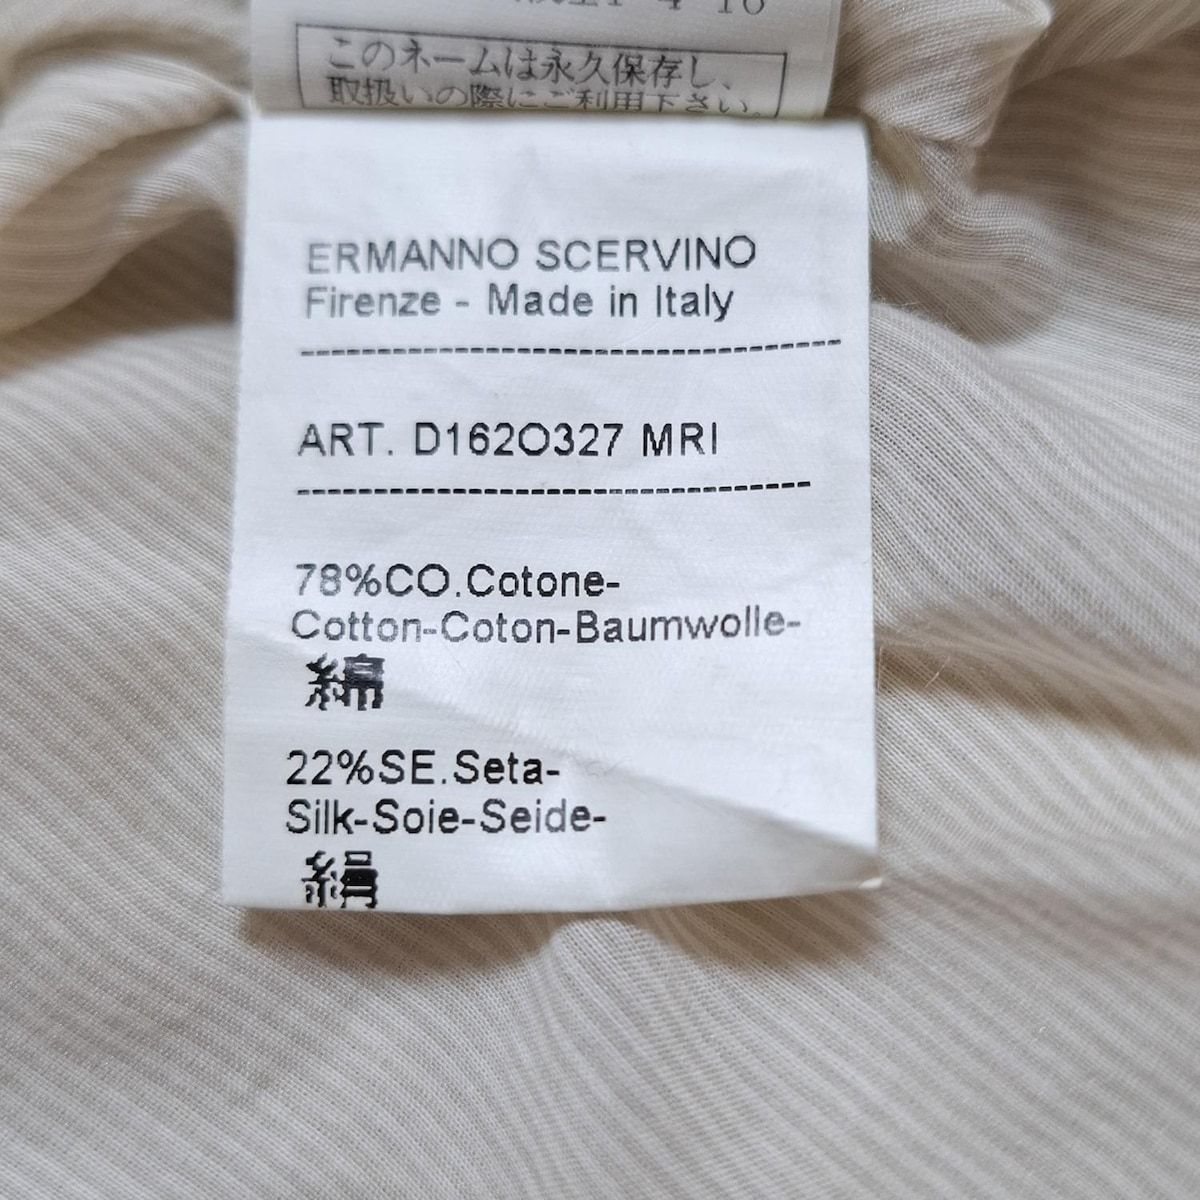 4 10
このネームは永久保存し、
取扱いの際にご利用下さい。
ERMANNO SCERVINO
Firenze - Made in Italy
ART. D162O327 MRI
78%CO.Cotone-
Cotton-Coton-Baumwolle-
綿
22%SE.Seta-
Silk-Soie-Seide-
絹